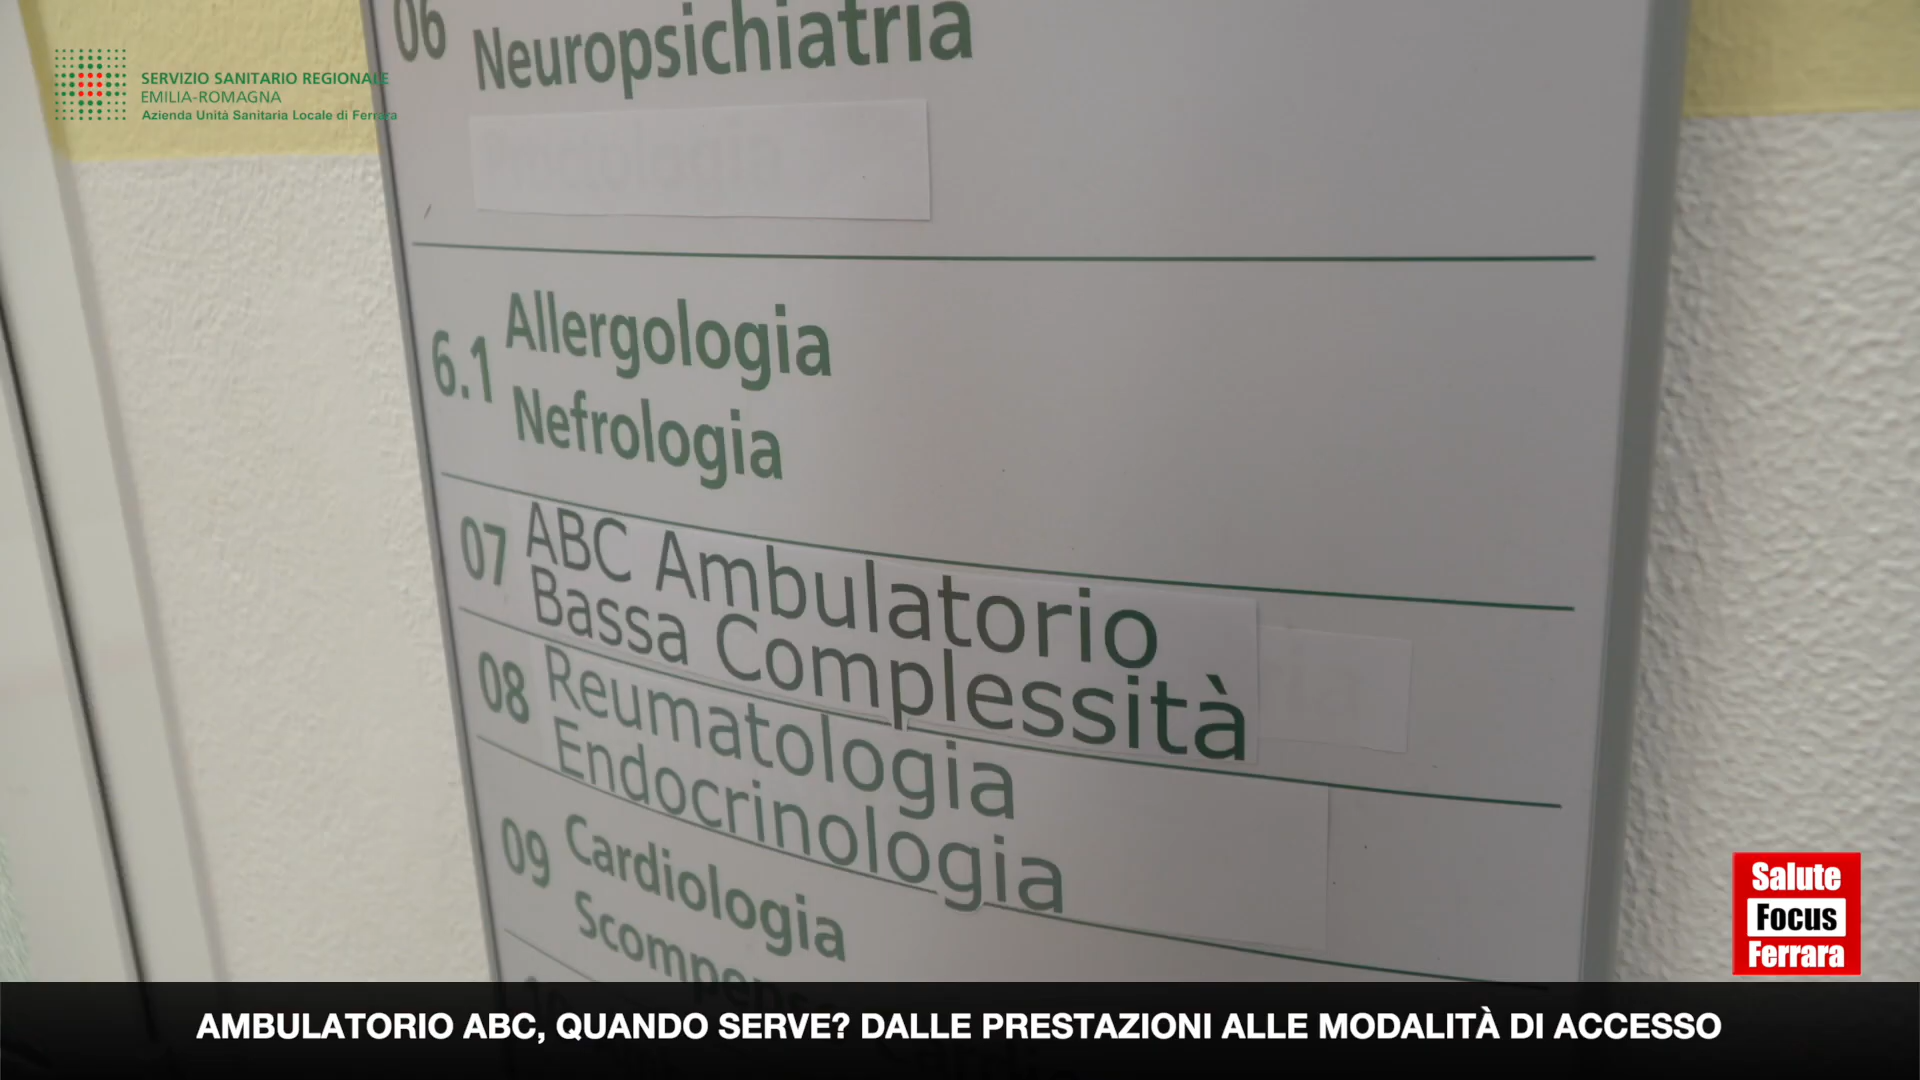 06 Neuropsichiatria
SERVIZIO SANITARIO REGIONALE
EMILIA-ROMAGNA
Azienda Unità Sanitaria Locale di Ferrara
Proctologia
6.1 Allergologia
Nefrologia
07 ABC Ambulatorio
Bassa Complessità
08 Reumatologia
Endocrinologia
09 Cardiologia
Salute
Focus
Ferrara
AMBULATORIO ABC, QUANDO SERVE? DALLE PRESTAZIONI ALLE MODALITÀ DI ACCESSO